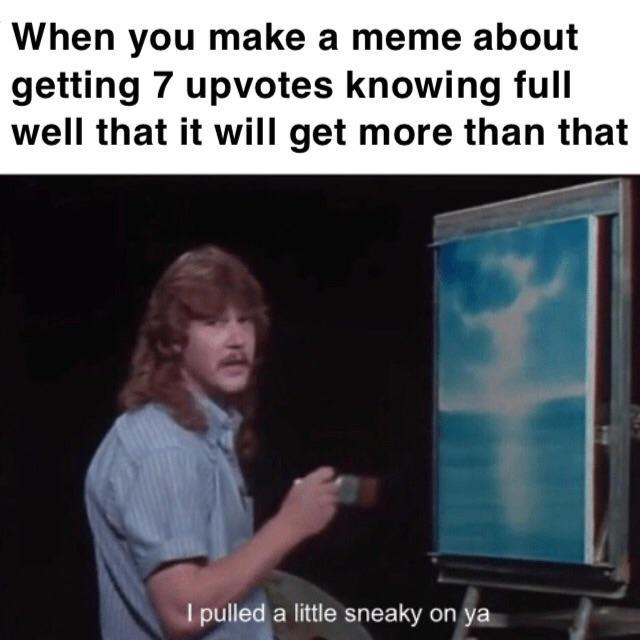 When you make a meme about
getting 7 upvotes knowing full
well that it will get more than that
I pulled a little sneaky on ya